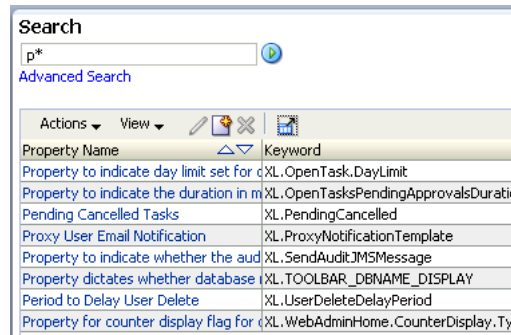 Search
p*
Advanced Search
Actions View
Property Name Keyword
Property to indicate day limit set for XL.OpenTask.DayLimit
Property to indicate the duration in m XL.OpenTasksPendingApprovalsDurati
Pending Cancelled Tasks XL.PendingCancelled
Proxy User Email Notification XL.ProxyNotificationTemplate
Property to indicate whether the aud XL.SendAuditJMSMessage
Property dictates whether database XL.TOOLBAR_DBNAME_DISPLAY
Period to Delay User Delete XL.UserDeleteDelayPeriod
Property for counter display flag for XL.WebAdminHome.CounterDisplay.Ty